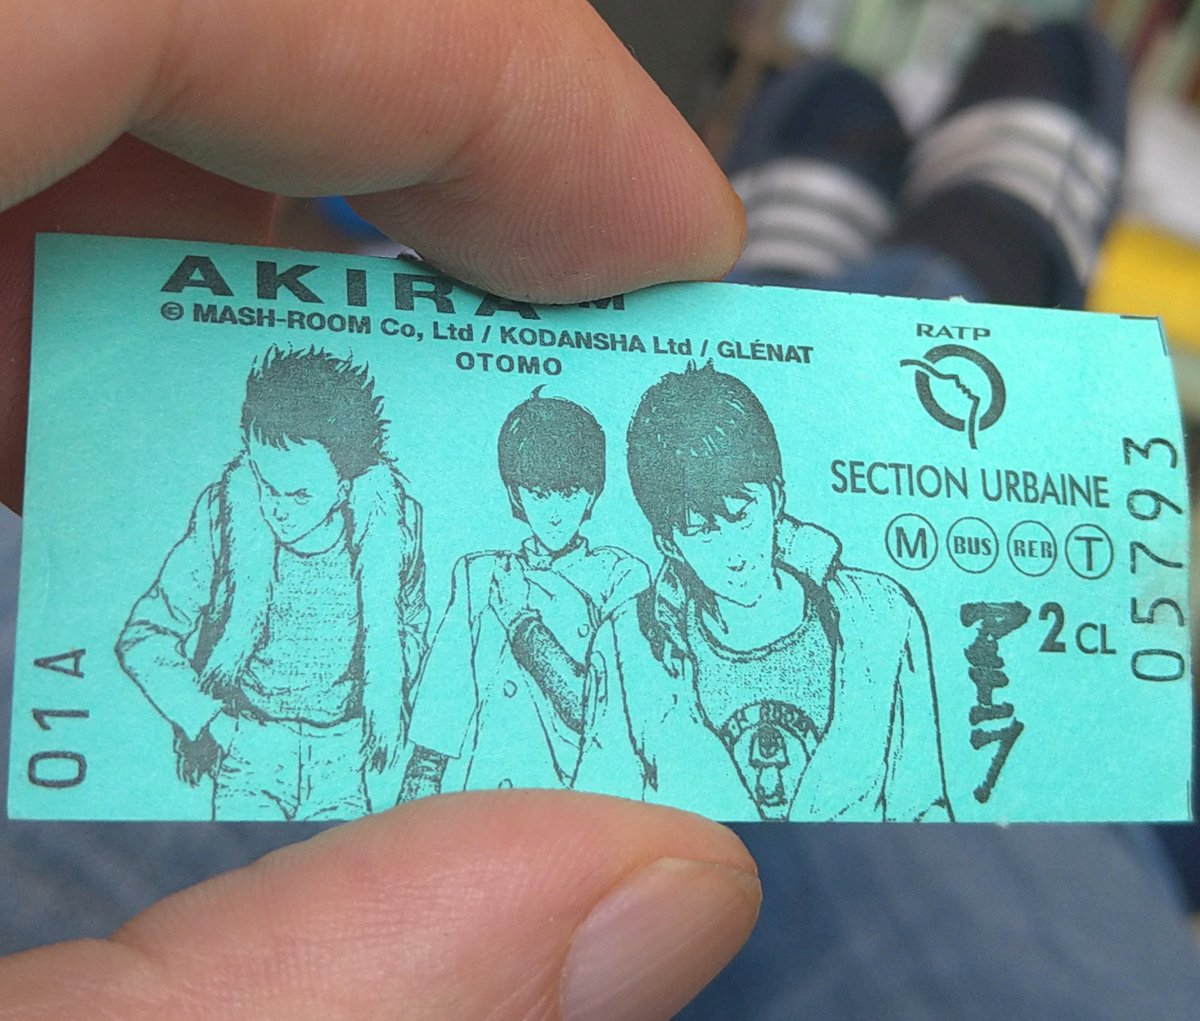 AKIRA™
© MASH-ROOM Co, Ltd / KODANSHA Ltd / GLÉNAT
OTOMO
RATP
SECTION URBAINE
M BUS RER T
2 CL
アキラ
01A
05793